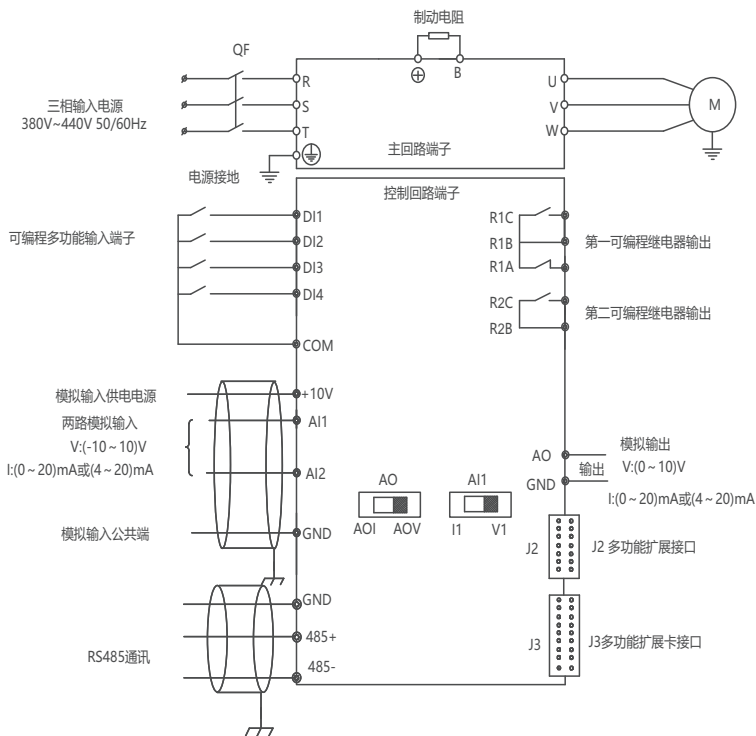 制动电阻
QF
⊕ B
R
U
三相输入电源
S
V
M
380V~440V 50/60Hz
T
W
主回路端子
电源接地
控制回路端子
DI1
R1C
可编程多功能输入端子
DI2
R1B
第一可编程继电器输出
DI3
R1A
DI4
R2C
第二可编程继电器输出
R2B
COM
模拟输入供电电源
+10V
两路模拟输入
AI1
V:(-10~10)V
I:(0~20)mA或(4~20)mA
AI2
AO
模拟输出
输出
V:(0~10)V
GND
I:(0~20)mA或(4~20)mA
AO
AI1
AOI AOV
I1 V1
模拟输入公共端
GND
J2
J2 多功能扩展接口
GND
485+
J3
J3多功能扩展卡接口
RS485通讯
485-